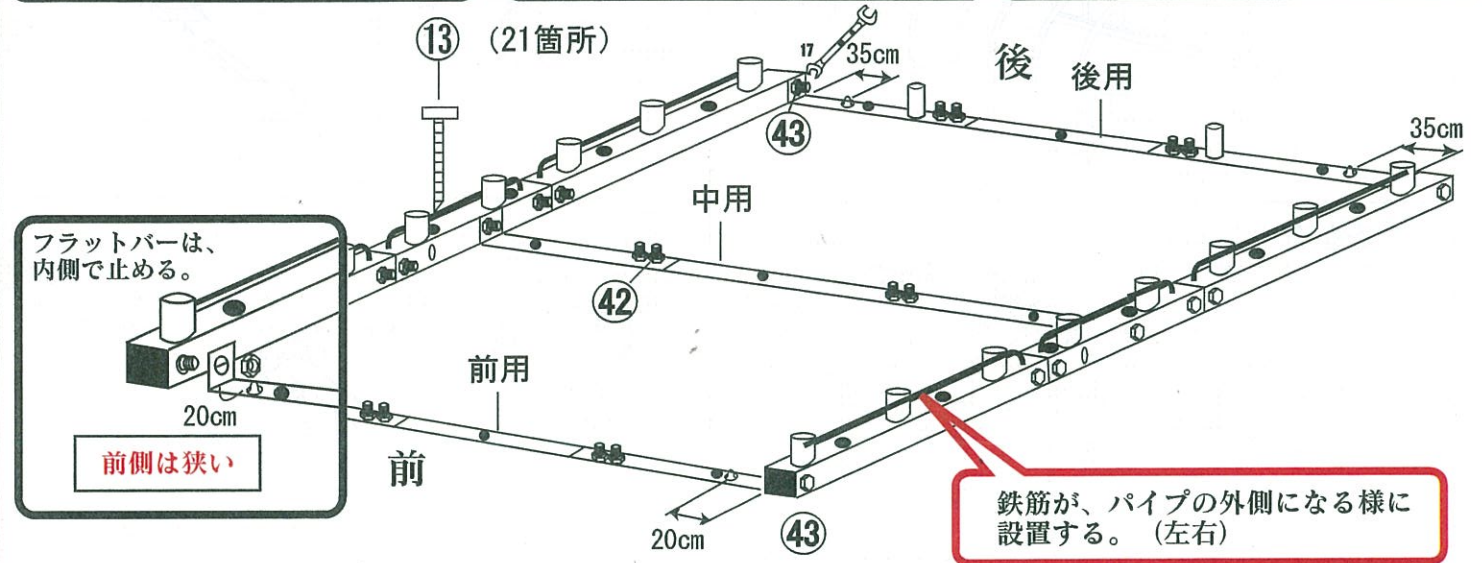 ⑬ (21箇所)
17
35cm
後
後用
35cm
㊸
中用
フラットバーは、
内側で止める。
㊷
前用
20cm
前側は狭い
前
鉄筋が、パイプの外側になる様に
設置する。(左右)
20cm
㊸